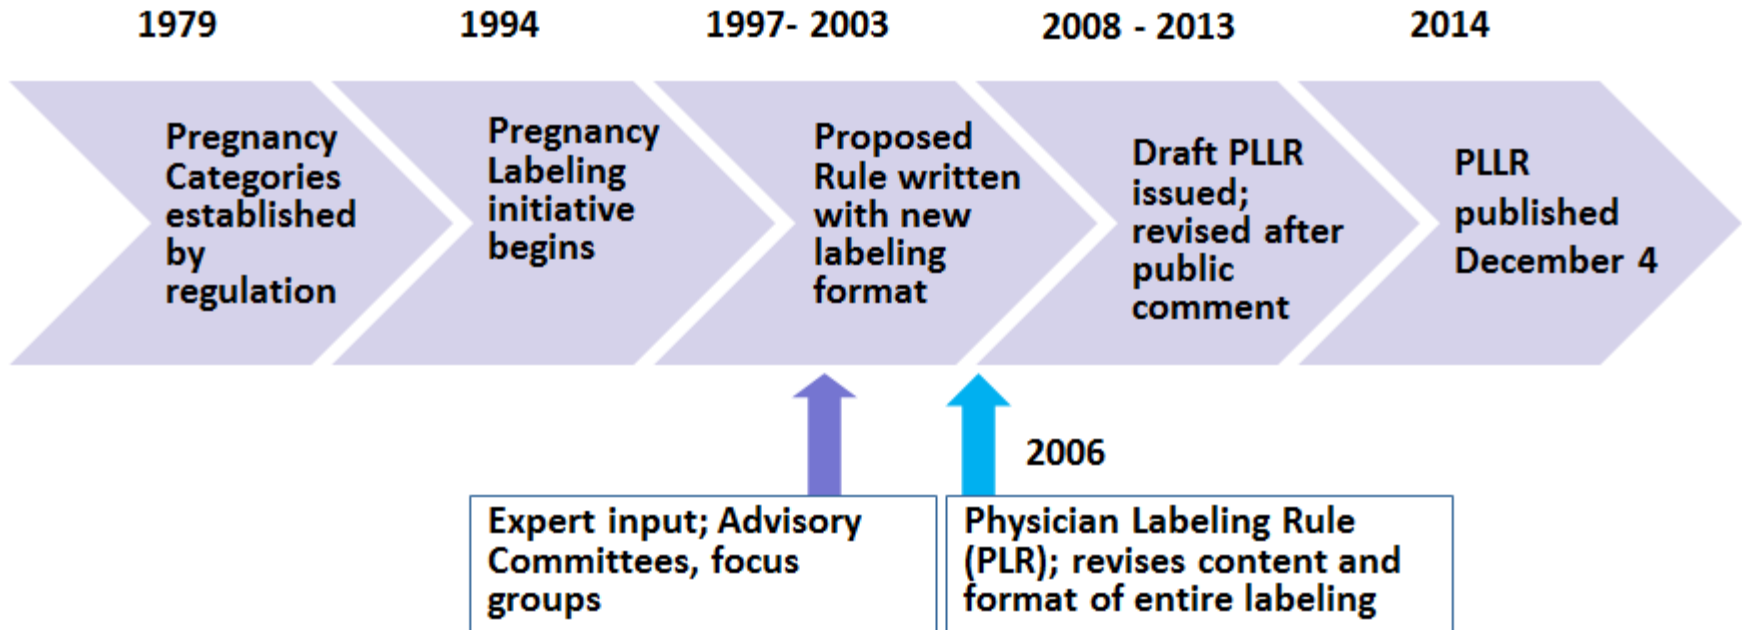 1979
1994
1997- 2003
2008 - 2013
2014
Pregnancy
Categories
established
by
regulation
Pregnancy
Labeling
initiative
begins
Proposed
Rule written
with new
labeling
format
Draft PLLR
issued;
revised after
public
comment
PLLR
published
December 4
2006
Expert input; Advisory
Committees, focus
groups
Physician Labeling Rule
(PLR); revises content and
format of entire labeling